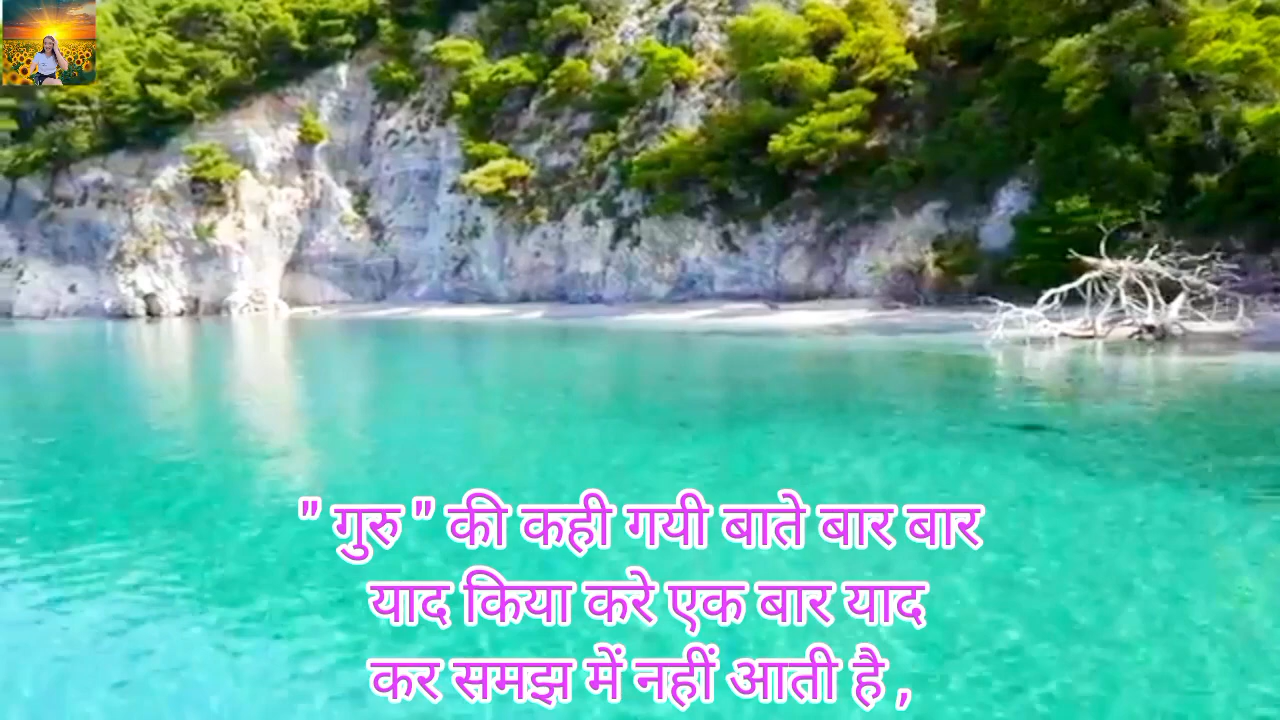 " गुरु " की कही गयी बाते बार बार
याद किया करे एक बार याद
कर समझ में नहीं आती है ,